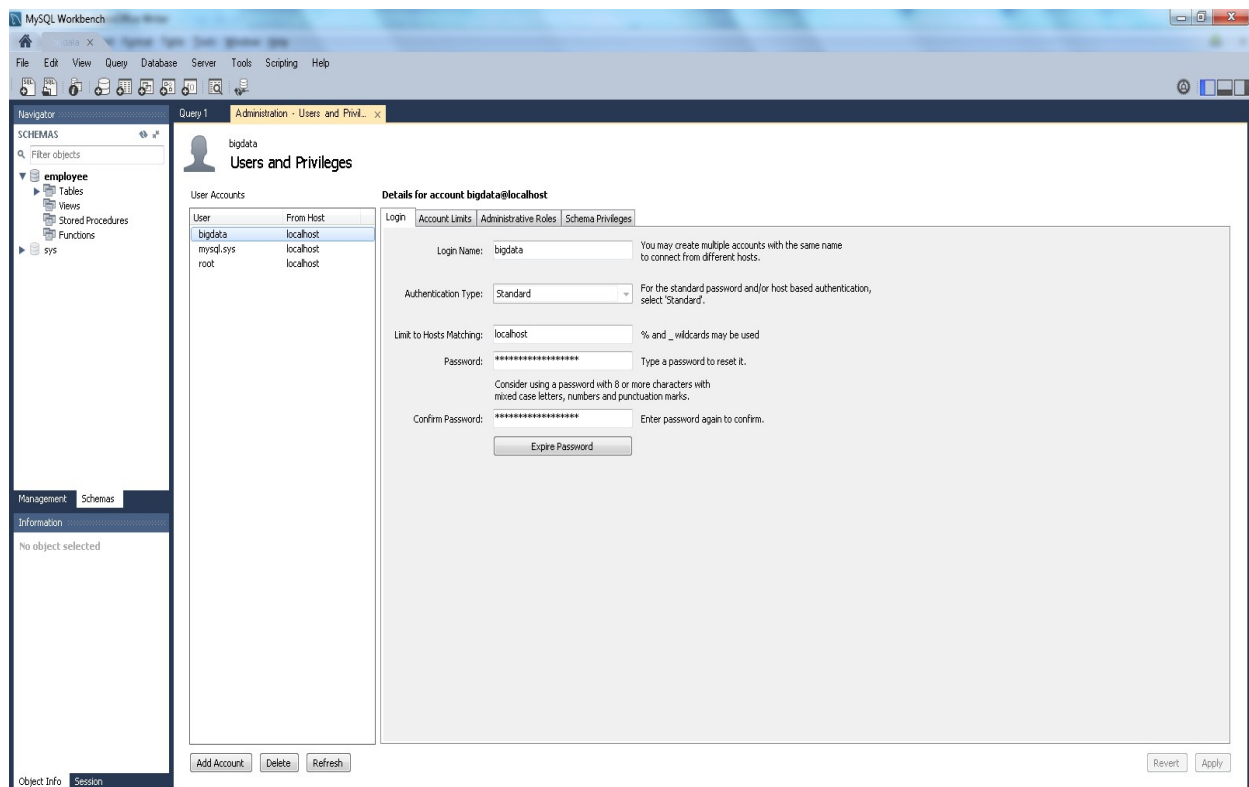 MySQL Workbench
File Edit View Query Database Server Tools Scripting Help
Navigator
SCHEMAS
Filter objects
employee
Tables
Views
Stored Procedures
Functions
sys
Management Schemas
Information
No object selected
Object Info Session
Query 1 Administration - Users and Privil...
bigdata
Users and Privileges
User Accounts
User From Host
bigdata localhost
mysql.sys localhost
root localhost
Add Account Delete Refresh
Details for account bigdata@localhost
Login Account Limits Administrative Roles Schema Privileges
Login Name: bigdata You may create multiple accounts with the same name
to connect from different hosts.
Authentication Type: Standard For the standard password and/or host based authentication,
select 'Standard'.
Limit to Hosts Matching: localhost % and _ wildcards may be used
Password: ****************** Type a password to reset it.
Consider using a password with 8 or more characters with
mixed case letters, numbers and punctuation marks.
Confirm Password: ****************** Enter password again to confirm.
Expire Password
Revert Apply